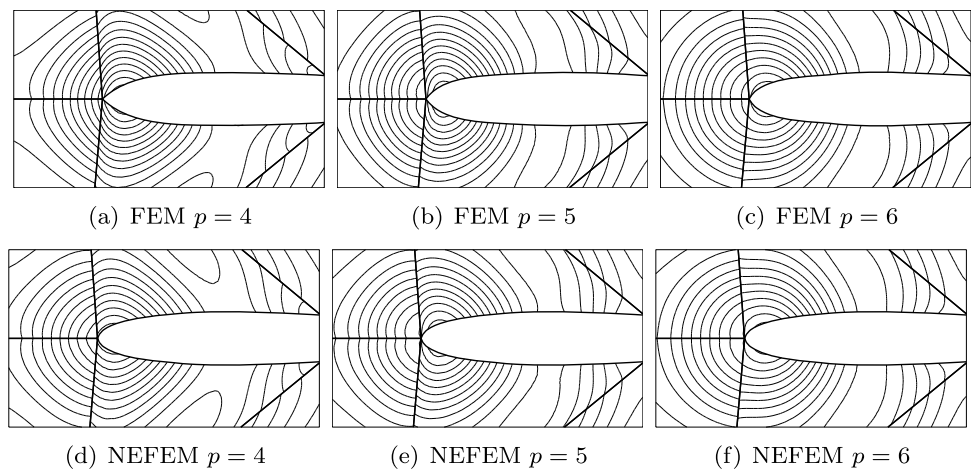 (a) FEM p = 4
(b) FEM p = 5
(c) FEM p = 6
(d) NEFEM p = 4
(e) NEFEM p = 5
(f) NEFEM p = 6